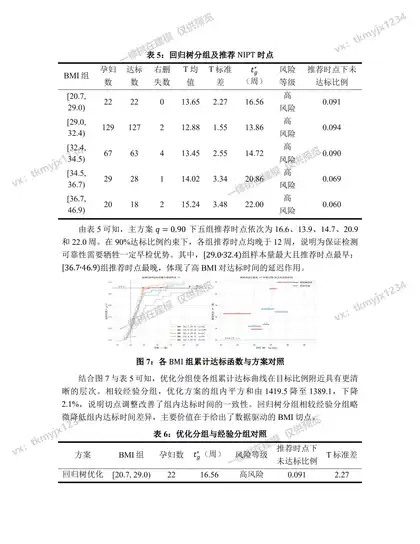 vx: tkmyjx1234
表 5：回归树分组及推荐 NIPT 时点
BMI 组 孕妇数 达标数 右删失数 T 均值 T 标准差 t*g（周） 风险等级 推荐时点下未达标比例
[20.7, 29.0) 22 22 0 13.65 2.27 16.56 高风险 0.091
[29.0, 32.4) 129 127 2 12.88 1.55 13.86 高风险 0.094
[32.4, 34.5) 67 63 4 13.45 2.55 14.72 高风险 0.090
[34.5, 36.7) 29 28 1 14.02 3.34 20.86 高风险 0.069
[36.7, 46.9) 20 18 2 15.24 3.48 22.00 高风险 0.060
由表 5 可知，主方案 q = 0.90 下五组推荐时点依次为 16.6、13.9、14.7、20.9
和 22.0 周。在 90%达标比例约束下，各组推荐时点均晚于 12 周，说明为保证检测
可靠性需要牺牲一定早检优势。其中，[29.0·32.4)组样本量最大且推荐时点最早；
[36.7·46.9)组推荐时点最晚，体现了高 BMI 对达标时间的延迟作用。
图 7：各 BMI 组累计达标函数与方案对照
结合图 7 与表 5 可知，优化分组使各组累计达标曲线在目标比例附近具有更清
晰的层次。相较经验分组，优化方案的组内平方和由 1419.5 降至 1389.1，下降
2.1%，说明切点调整改善了组内达标时间的一致性。回归树分组相较经验分组略
微降低组内达标时间差异，主要价值在于给出了数据驱动的 BMI 切点。
表 6：优化分组与经验分组对照
方案 BMI 组 孕妇数 t*g（周） 风险等级 推荐时点下未达标比例 T 标准差
回归树优化 [20.7, 29.0) 22 16.56 高风险 0.091 2.27